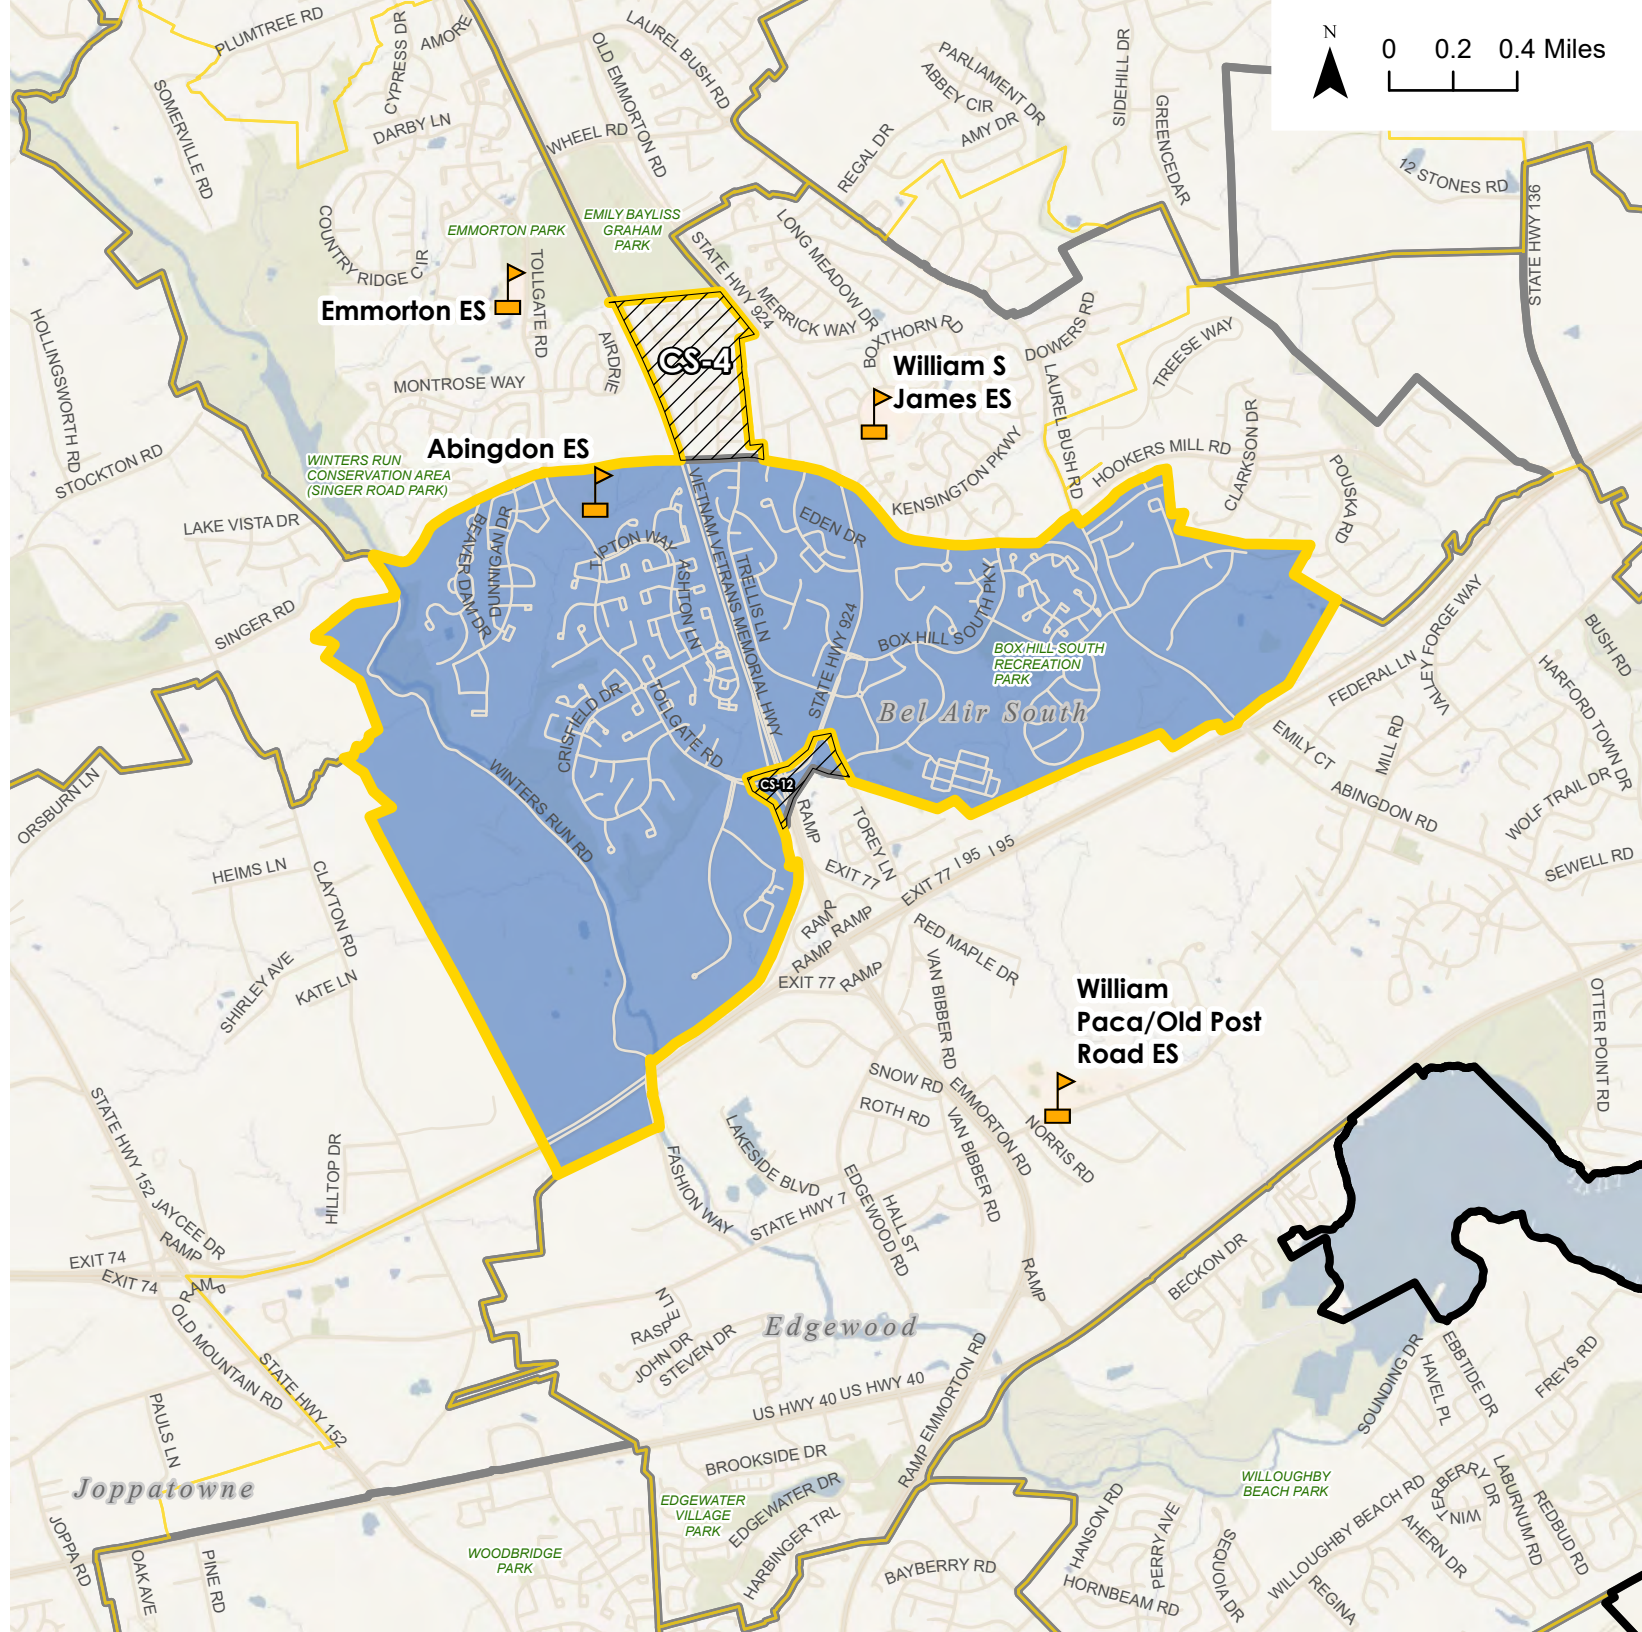 N
0 0.2 0.4 Miles
PLUMTREE RD
CYPRESS DR
AMORE
LAUREL BUSH RD
OLD EMMORTON RD
PARLIAMENT DR
ABBEY CIR
AMY DR
SIDEHILL DR
GREENCEDAR
SOMERVILLE RD
DARBY LN
WHEEL RD
REGAL DR
12 STONES RD
STATE HWY 136
COUNTRY RIDGE CIR
EMMORTON PARK
EMILY BAYLISS
GRAHAM
PARK
LONG MEADOW DR
STATE HWY 924
MERRICK WAY
TOLLGATE RD
Emmorton ES
HOLLINGSWORTH RD
AIRDRIE
CS-4
BOXTHORN RD
DOWERS RD
TREESE WAY
William S
James ES
MONTROSE WAY
LAUREL BUSH RD
CLARKSON DR
Abingdon ES
STOCKTON RD
WINTERS RUN
CONSERVATION AREA
(SINGER ROAD PARK)
KENSINGTON PKWY
HOOKERS MILL RD
POUSKA RD
LAKE VISTA DR
BEAVER DAM DR
DUNNIGAN DR
TIPTON WAY
ASHTON LN
VIETNAM VETRANS MEMORIAL HWY
TRELLIS LN
EDEN DR
SINGER RD
STATE HWY 924
BOX HILL SOUTH PKY
BOX HILL SOUTH
RECREATION
PARK
VALLEY FORGE WAY
FEDERAL LN
BUSH RD
HARFORD TOWN DR
CRISFIELD DR
TOLLGATE RD
Bel Air South
EMILY CT
MILL RD
ORSBURN LN
WINTERS RUN RD
CS-12
RAMP
TOREY LN
ABINGDON RD
WOLF TRAIL DR
SEWELL RD
HEIMS LN
CLAYTON RD
EXIT 77
EXIT 77
I 95
I 95
RAMP
RAMP
RAMP
EXIT 77
RAMP
RED MAPLE DR
SHIRLEY AVE
KATE LN
VAN BIBBER RD
William
Paca/Old Post
Road ES
OTTER POINT RD
STATE HWY 152
HILLTOP DR
LAKESIDE BLVD
SNOW RD
ROTH RD
EMMORTON RD
VAN BIBBER RD
NORRIS RD
FASHION WAY
STATE HWY 7
EDGEWOOD RD
HALL ST
JAYCEE DR
RAMP
EXIT 74
EXIT 74
RAMP
RAMP
BECKON DR
OLD MOUNTAIN RD
STATE HWY 152
RASPE LN
JOHN DR
STEVEN DR
Edgewood
US HWY 40
US HWY 40
RAMP EMMORTON RD
SOUNDING DR
HAVEL PL
EBBTIDE DR
FREYS RD
PAULS LN
Joppatowne
BROOKSIDE DR
EDGEWATER DR
HARBINGER TRL
EDGEWATER
VILLAGE
PARK
WILLOUGHBY
BEACH PARK
WILLOUGHBY BEACH RD
WINTERBERRY DR
LABURNUM RD
REDBUD RD
JOPPA RD
OAK AVE
PINE RD
WOODBRIDGE
PARK
BAYBERRY RD
HANSON RD
HORNBEAM RD
PERRY AVE
SEQUOIA DR
REGINA
AHERN DR